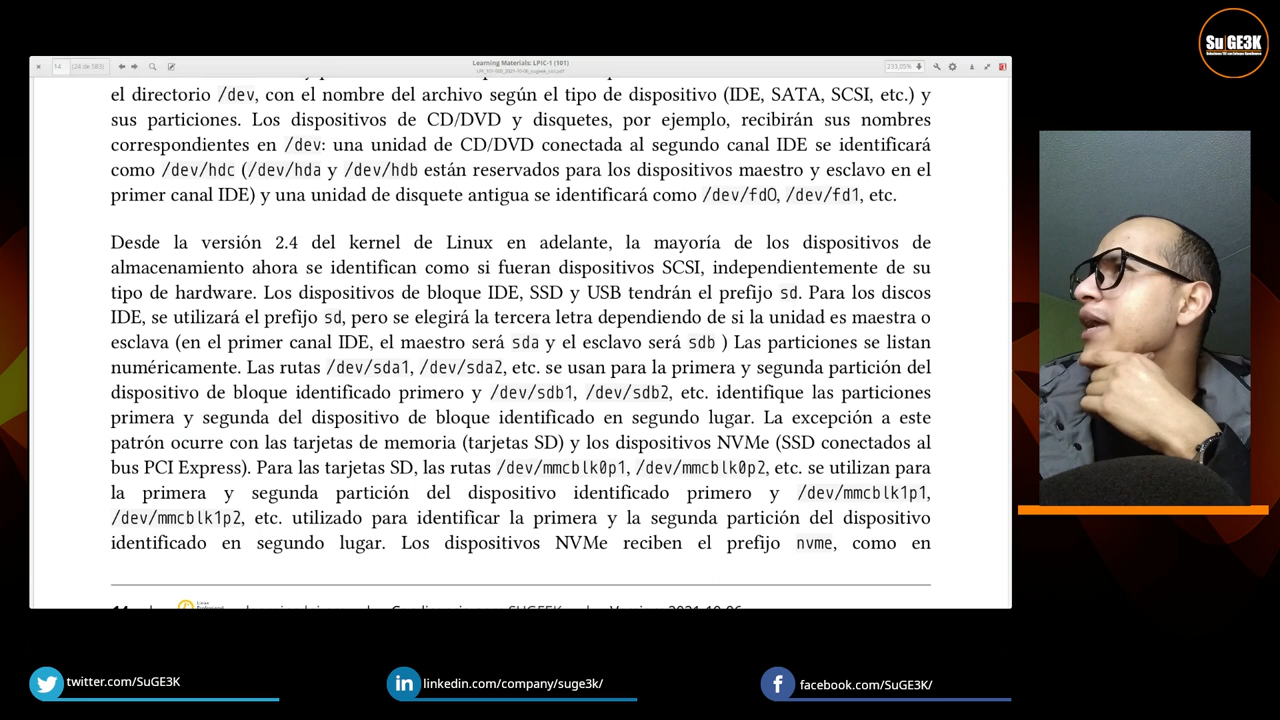 Su GE3K
14 (24 de 583)
Learning Materials: LPIC-1 (101)
233,05%
el directorio /dev, con el nombre del archivo según el tipo de dispositivo (IDE, SATA, SCSI, etc.) y
sus particiones. Los dispositivos de CD/DVD y disquetes, por ejemplo, recibirán sus nombres
correspondientes en /dev: una unidad de CD/DVD conectada al segundo canal IDE se identificará
como /dev/hdc (/dev/hda y /dev/hdb están reservados para los dispositivos maestro y esclavo en el
primer canal IDE) y una unidad de disquete antigua se identificará como /dev/fd0, /dev/fd1, etc.
Desde la versión 2.4 del kernel de Linux en adelante, la mayoría de los dispositivos de
almacenamiento ahora se identifican como si fueran dispositivos SCSI, independientemente de su
tipo de hardware. Los dispositivos de bloque IDE, SSD y USB tendrán el prefijo sd. Para los discos
IDE, se utilizará el prefijo sd, pero se elegirá la tercera letra dependiendo de si la unidad es maestra o
esclava (en el primer canal IDE, el maestro será sda y el esclavo será sdb ) Las particiones se listan
numéricamente. Las rutas /dev/sda1, /dev/sda2, etc. se usan para la primera y segunda partición del
dispositivo de bloque identificado primero y /dev/sdb1, /dev/sdb2, etc. identifique las particiones
primera y segunda del dispositivo de bloque identificado en segundo lugar. La excepción a este
patrón ocurre con las tarjetas de memoria (tarjetas SD) y los dispositivos NVMe (SSD conectados al
bus PCI Express). Para las tarjetas SD, las rutas /dev/mmcblk0p1, /dev/mmcblk0p2, etc. se utilizan para
la primera y segunda partición del dispositivo identificado primero y /dev/mmcblk1p1,
/dev/mmcblk1p2, etc. utilizado para identificar la primera y la segunda partición del dispositivo
identificado en segundo lugar. Los dispositivos NVMe reciben el prefijo nvme, como en
twitter.com/SuGE3K
linkedin.com/company/suge3k/
facebook.com/SuGE3K/